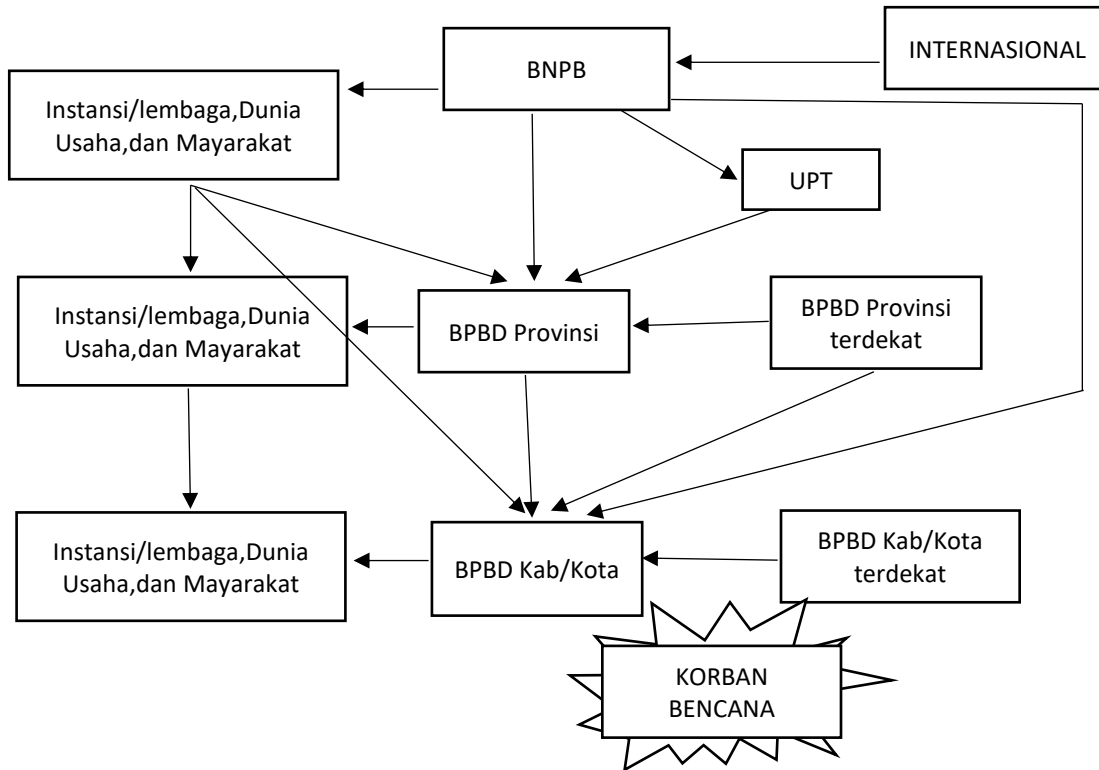 INTERNASIONAL
BNPB
Instansi/lembaga,Dunia
Usaha,dan Mayarakat
UPT
Instansi/lembaga,Dunia
Usaha,dan Mayarakat
BPBD Provinsi
BPBD Provinsi
terdekat
Instansi/lembaga,Dunia
Usaha,dan Mayarakat
BPBD Kab/Kota
BPBD Kab/Kota
terdekat
KORBAN
BENCANA